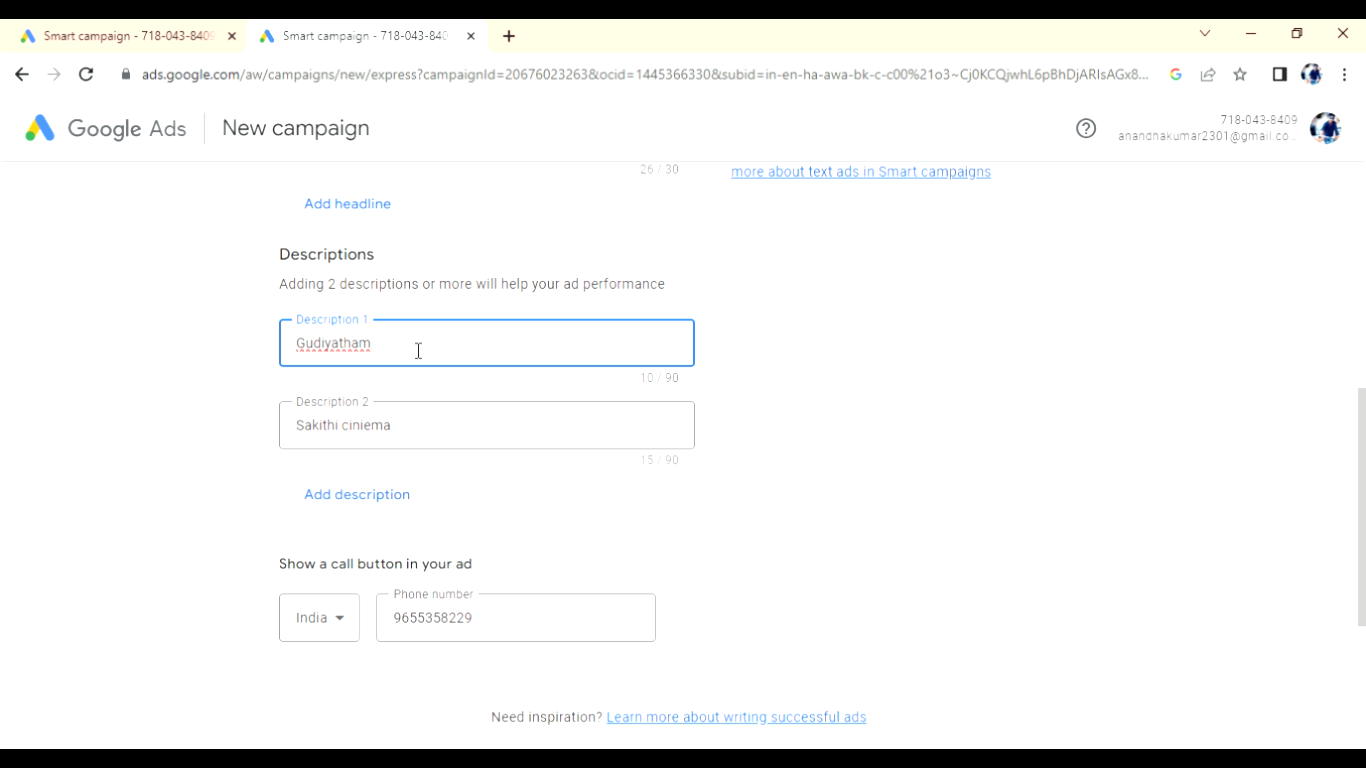 Smart campaign - 718-043-8409
Smart campaign - 718-043-840
ads.google.com/aw/campaigns/new/express?campaignId=20676023263&ocid=1445366330&subid=in-en-ha-awa-bk-c-c00%21o3~Cj0KCQjwhL6pBhDjARIsAGx8...
Google Ads
New campaign
718-043-8409
anandhakumar2301@gmail.co...
26 / 30
more about text ads in Smart campaigns
Add headline
Descriptions
Adding 2 descriptions or more will help your ad performance
Description 1
Gudiyatham
10 / 90
Description 2
Sakithi ciniema
15 / 90
Add description
Show a call button in your ad
Phone number
India
9655358229
Need inspiration? Learn more about writing successful ads